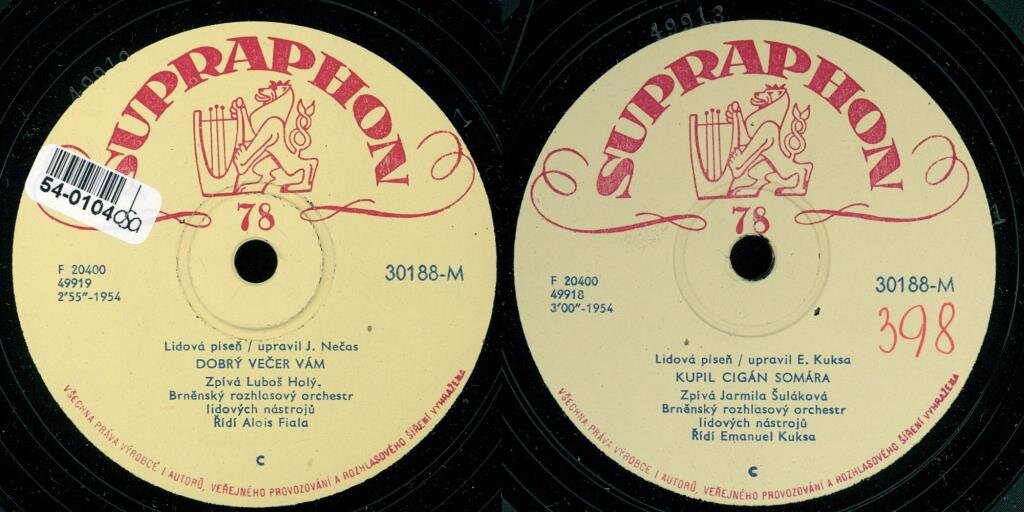 SUPRAPHON
54-0104
78
F 20400
49919
2'55"-1954
30188-M
Lidová píseň / upravil J. Nečas
DOBRÝ VEČER VÁM
Zpívá Luboš Holý,
Brněnský rozhlasový orchestr
lidových nástrojů
Řídí Alois Fiala
C
VŠECHNA PRÁVA VÝROBCE I AUTORŮ, VEŘEJNÉHO PROVOZOVÁNÍ A ROZHLASOVÉHO ŠÍŘENÍ VYHRAŽENA
49913
SUPRAPHON
78
F 20400
49918
3'00"-1954
30188-M
398
Lidová píseň / upravil E. Kuksa
KUPIL CIGÁN SOMÁRA
Zpívá Jarmila Šuláková
Brněnský rozhlasový orchestr
lidových nástrojů
Řídí Emanuel Kuksa
C
VŠECHNA PRÁVA VÝROBCE I AUTORŮ, VEŘEJNÉHO PROVOZOVÁNÍ A ROZHLASOVÉHO ŠÍŘENÍ VYHRAŽENA